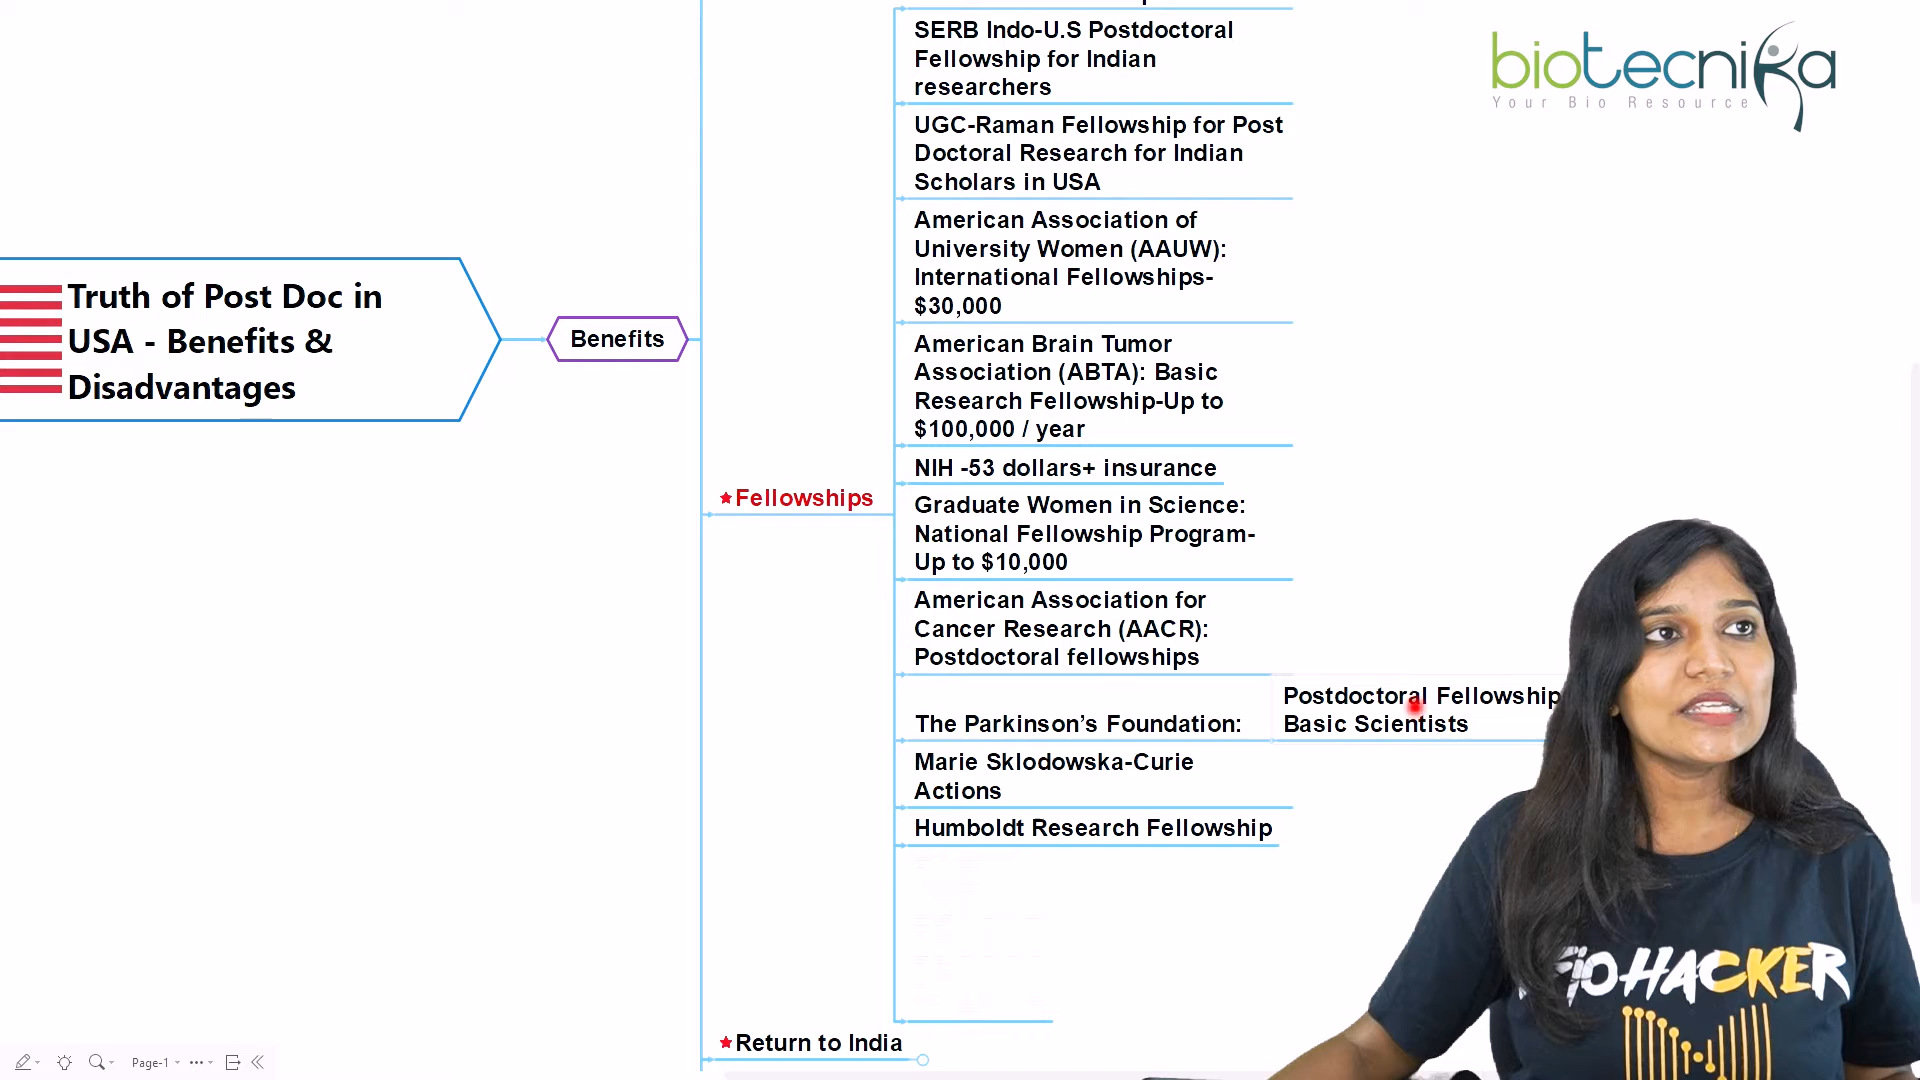 SERB Indo-U.S Postdoctoral
Fellowship for Indian
researchers
UGC-Raman Fellowship for Post
Doctoral Research for Indian
Scholars in USA
American Association of
University Women (AAUW):
International Fellowships-
$30,000
American Brain Tumor
Association (ABTA): Basic
Research Fellowship-Up to
$100,000 / year
NIH -53 dollars+ insurance
Graduate Women in Science:
National Fellowship Program-
Up to $10,000
American Association for
Cancer Research (AACR):
Postdoctoral fellowships
The Parkinson’s Foundation:
Postdoctoral Fellowship
Basic Scientists
Marie Sklodowska-Curie
Actions
Humboldt Research Fellowship
Truth of Post Doc in
USA - Benefits &
Disadvantages
Benefits
Fellowships
Return to India
biotecnika
Your Bio Resource
BIOHACKER
Page-1